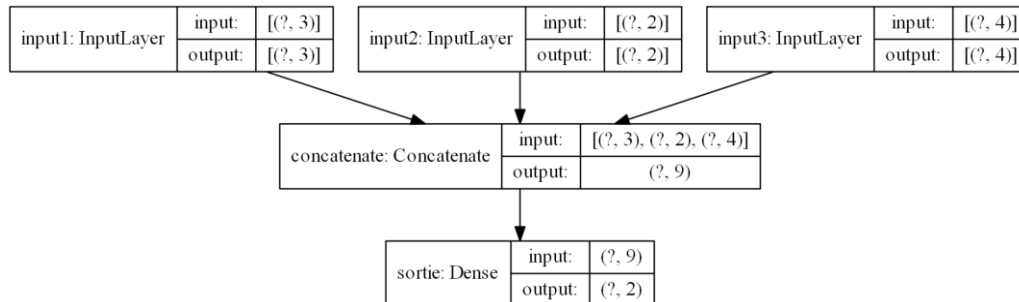 input1: InputLayer
input: [(?, 3)]
output: [(?, 3)]
input2: InputLayer
input: [(?, 2)]
output: [(?, 2)]
input3: InputLayer
input: [(?, 4)]
output: [(?, 4)]
concatenate: Concatenate
input: [(?, 3), (?, 2), (?, 4)]
output: (?, 9)
sortie: Dense
input: (?, 9)
output: (?, 2)